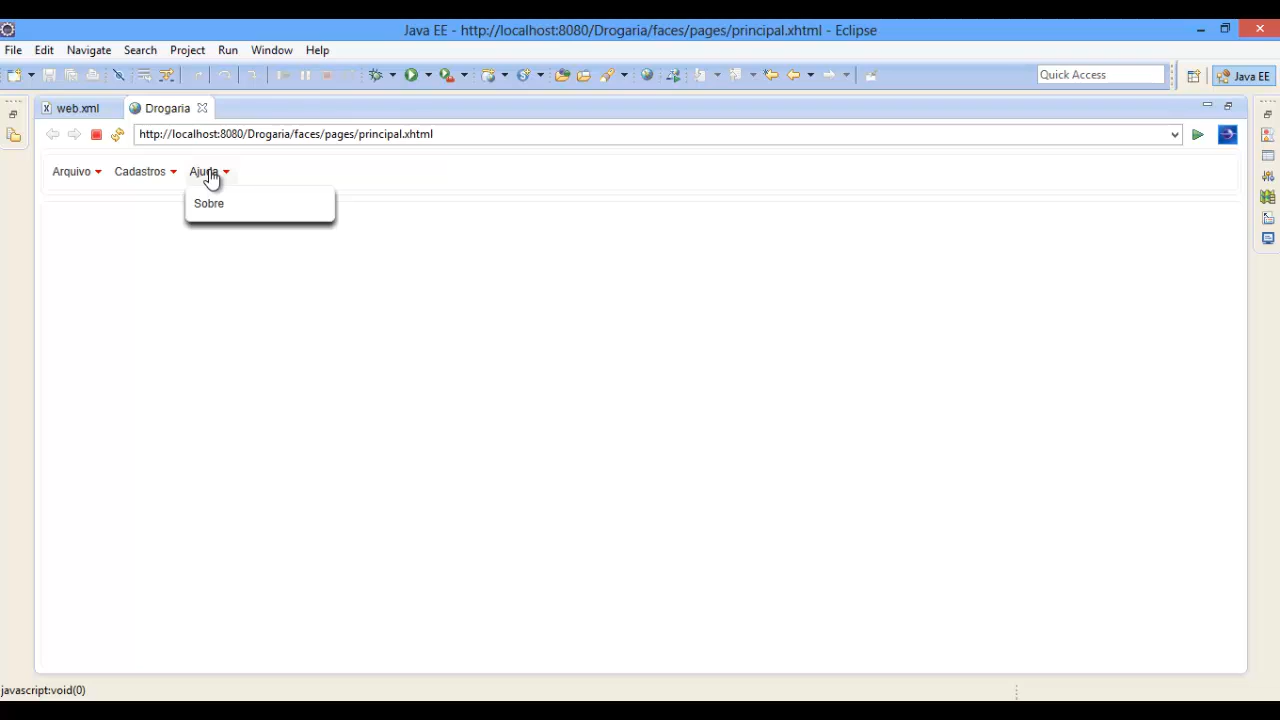 Java EE - http://localhost:8080/Drogaria/faces/pages/principal.xhtml - Eclipse
File Edit Navigate Search Project Run Window Help
Quick Access
Java EE
web.xml
Drogaria
http://localhost:8080/Drogaria/faces/pages/principal.xhtml
Arquivo Cadastros Ajuda
Sobre
javascript:void(0)